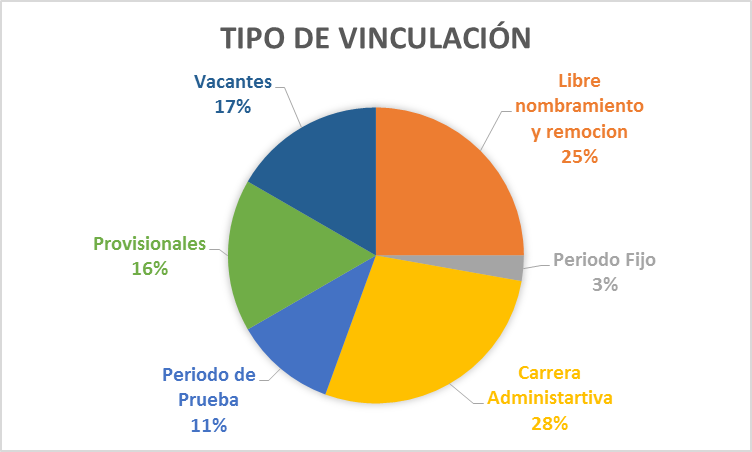 TIPO DE VINCULACIÓN
Vacantes
17%
Libre
nombramiento
y remocion
25%
Provisionales
16%
Periodo Fijo
3%
Periodo de
Prueba
11%
Carrera
Administartiva
28%